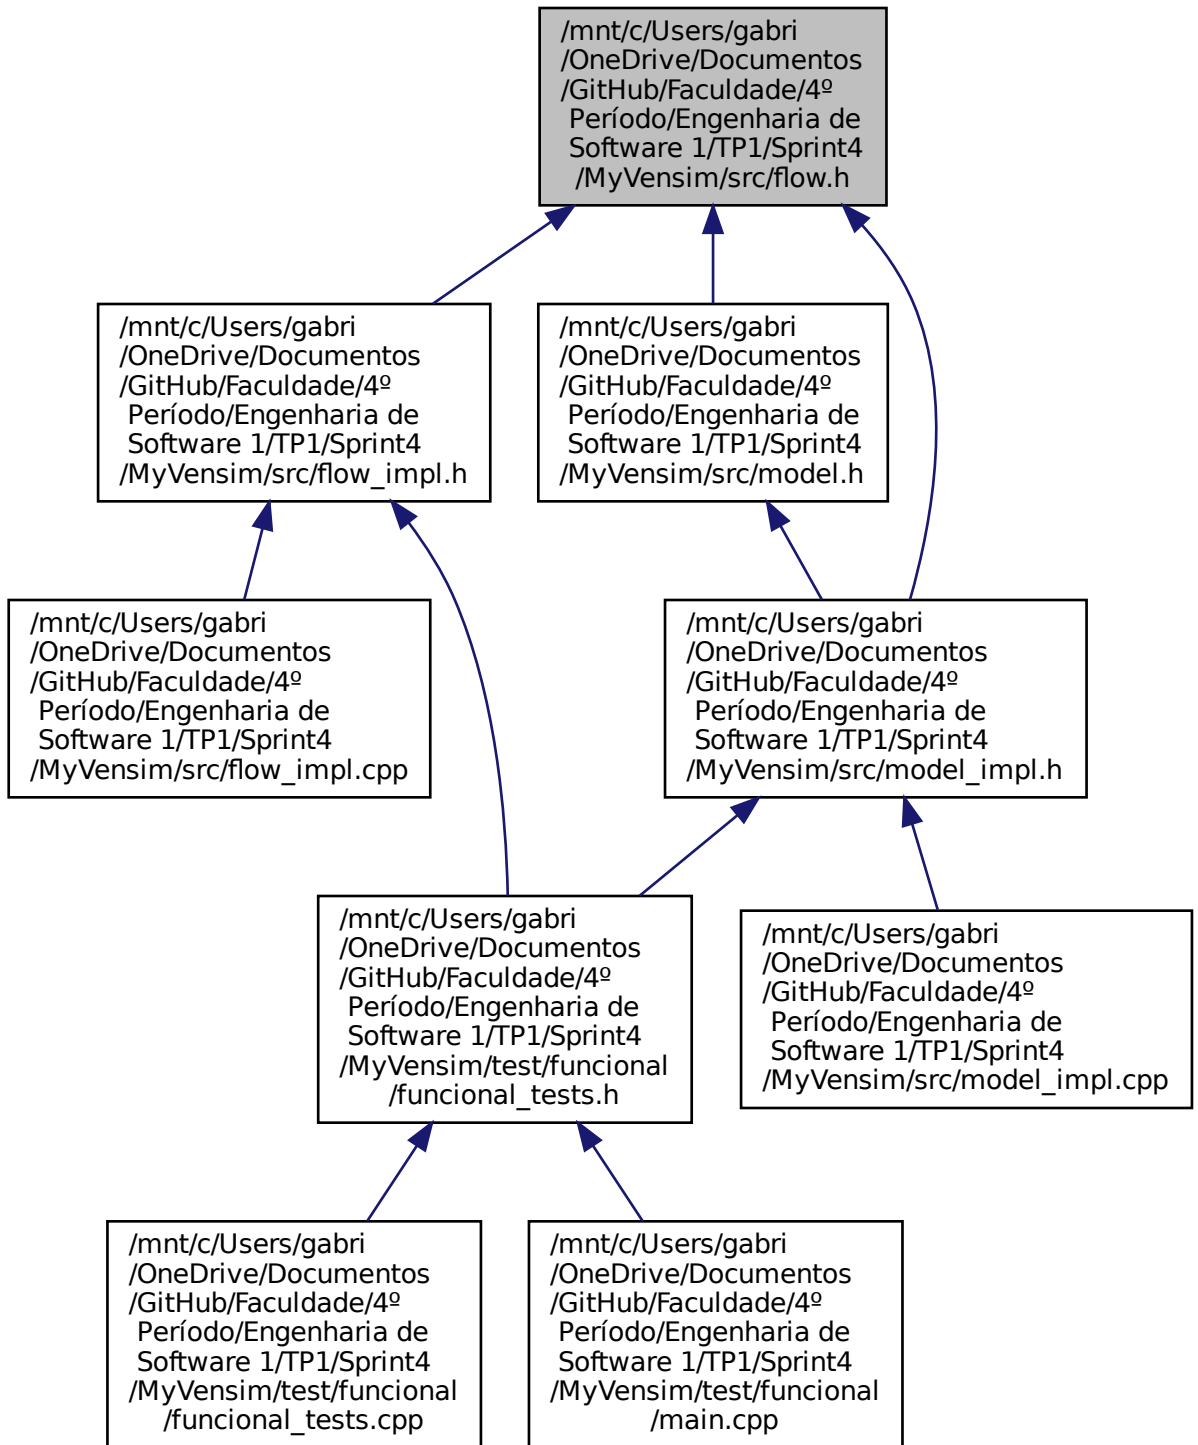 /mnt/c/Users/gabri
/OneDrive/Documentos
/GitHub/Faculdade/4º
Período/Engenharia de
Software 1/TP1/Sprint4
/MyVensim/src/flow.h
/mnt/c/Users/gabri
/OneDrive/Documentos
/GitHub/Faculdade/4º
Período/Engenharia de
Software 1/TP1/Sprint4
/MyVensim/src/flow_impl.h
/mnt/c/Users/gabri
/OneDrive/Documentos
/GitHub/Faculdade/4º
Período/Engenharia de
Software 1/TP1/Sprint4
/MyVensim/src/model.h
/mnt/c/Users/gabri
/OneDrive/Documentos
/GitHub/Faculdade/4º
Período/Engenharia de
Software 1/TP1/Sprint4
/MyVensim/src/flow_impl.cpp
/mnt/c/Users/gabri
/OneDrive/Documentos
/GitHub/Faculdade/4º
Período/Engenharia de
Software 1/TP1/Sprint4
/MyVensim/src/model_impl.h
/mnt/c/Users/gabri
/OneDrive/Documentos
/GitHub/Faculdade/4º
Período/Engenharia de
Software 1/TP1/Sprint4
/MyVensim/test/funcional
/funcional_tests.h
/mnt/c/Users/gabri
/OneDrive/Documentos
/GitHub/Faculdade/4º
Período/Engenharia de
Software 1/TP1/Sprint4
/MyVensim/src/model_impl.cpp
/mnt/c/Users/gabri
/OneDrive/Documentos
/GitHub/Faculdade/4º
Período/Engenharia de
Software 1/TP1/Sprint4
/MyVensim/test/funcional
/funcional_tests.cpp
/mnt/c/Users/gabri
/OneDrive/Documentos
/GitHub/Faculdade/4º
Período/Engenharia de
Software 1/TP1/Sprint4
/MyVensim/test/funcional
/main.cpp